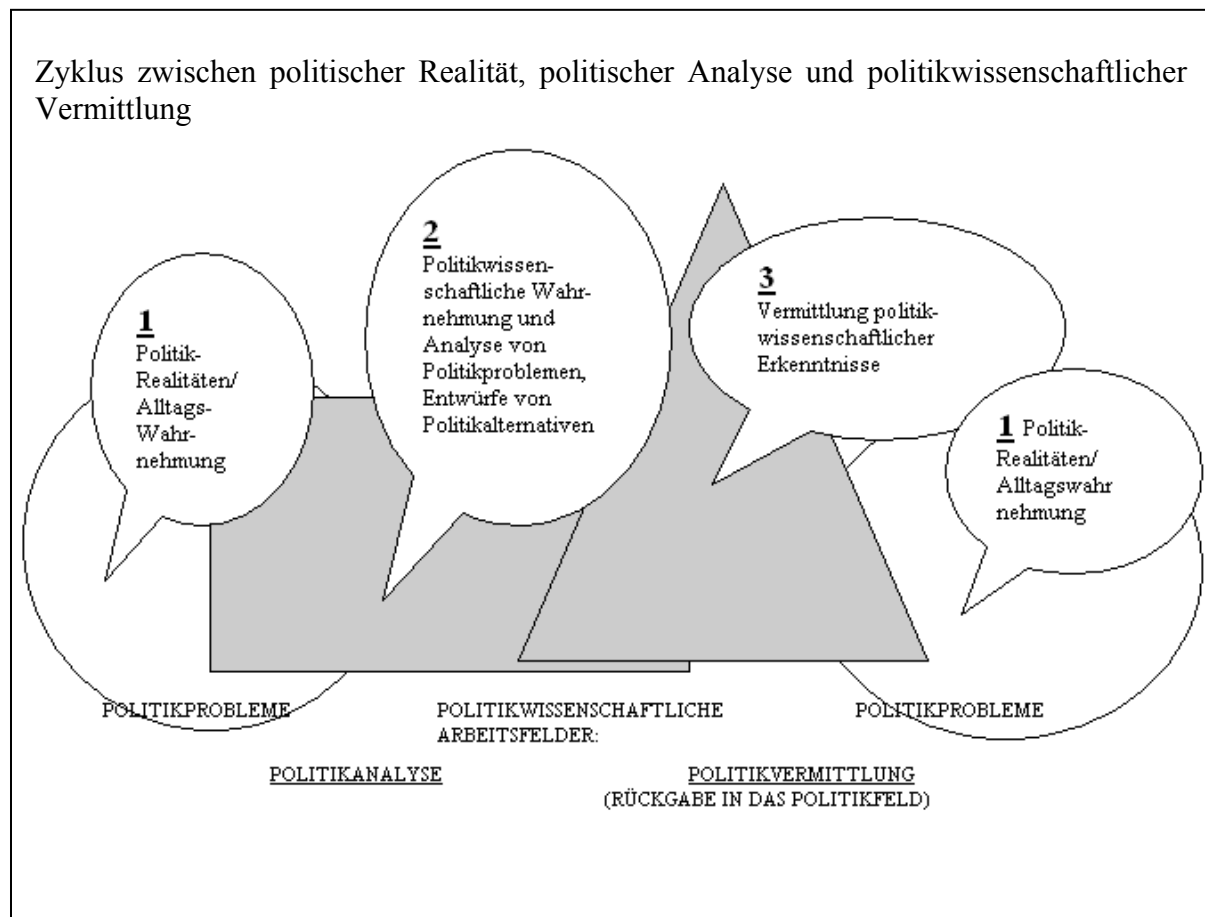 Zyklus zwischen politischer Realität, politischer Analyse und politikwissenschaftlicher
Vermittlung
1
Politik-
Realitäten/
Alltags-
Wahr-
nehmung
2
Politikwissen-
schaftliche Wahr-
nehmung und
Analyse von
Politikproblemen,
Entwürfe von
Politikalternativen
3
Vermittlung politik-
wissenschaftlicher
Erkenntnisse
1 Politik-
Realitäten/
Alltagswahr
nehmung
POLITIKPROBLEME
POLITIKWISSENSCHAFTLICHE
ARBEITSFELDER:
POLITIKPROBLEME
POLITIKANALYSE
POLITIKVERMITTLUNG
(RÜCKGABE IN DAS POLITIKFELD)